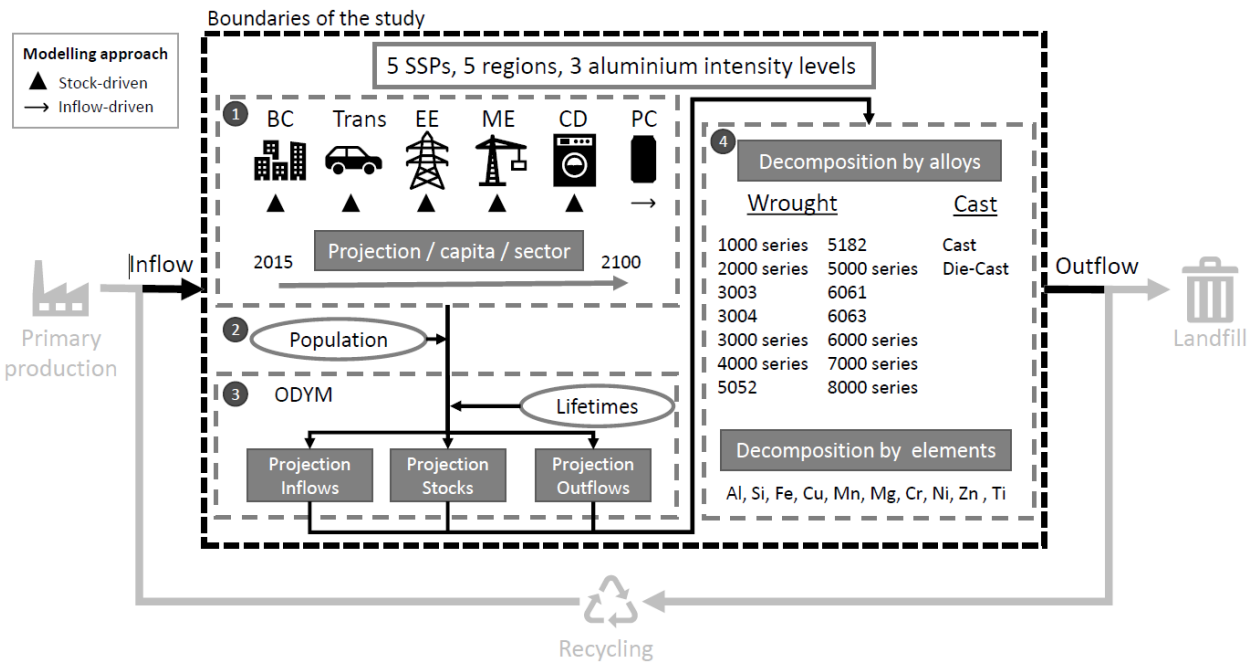 Boundaries of the study
Modelling approach
Stock-driven
Inflow-driven
5 SSPs, 5 regions, 3 aluminium intensity levels
1
BC Trans EE ME CD PC
Projection / capita / sector
2015 2100
2
Population
3
ODYM
Lifetimes
Projection
Inflows
Projection
Stocks
Projection
Outflows
4
Decomposition by alloys
Wrought
Cast
1000 series 5182
2000 series 5000 series
3003 6061
3004 6063
3000 series 6000 series
4000 series 7000 series
5052 8000 series
Cast
Die-Cast
Decomposition by elements
Al, Si, Fe, Cu, Mn, Mg, Cr, Ni, Zn , Ti
Inflow
Primary
production
Outflow
Landfill
Recycling